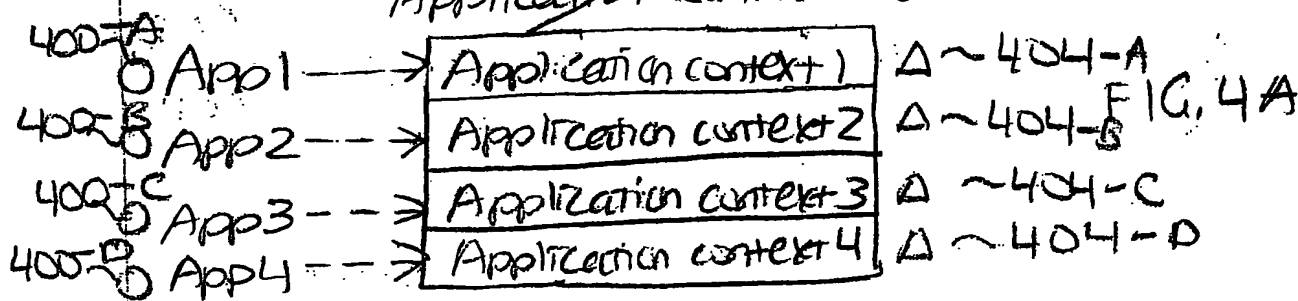 Application
400-A App1 Application context 1 Δ ~ 404-A
FIG. 4A
400-B App2 Application context 2 Δ ~ 404-B
400-C App3 Application context 3 Δ ~ 404-C
400-D App4 Application context 4 Δ ~ 404-D